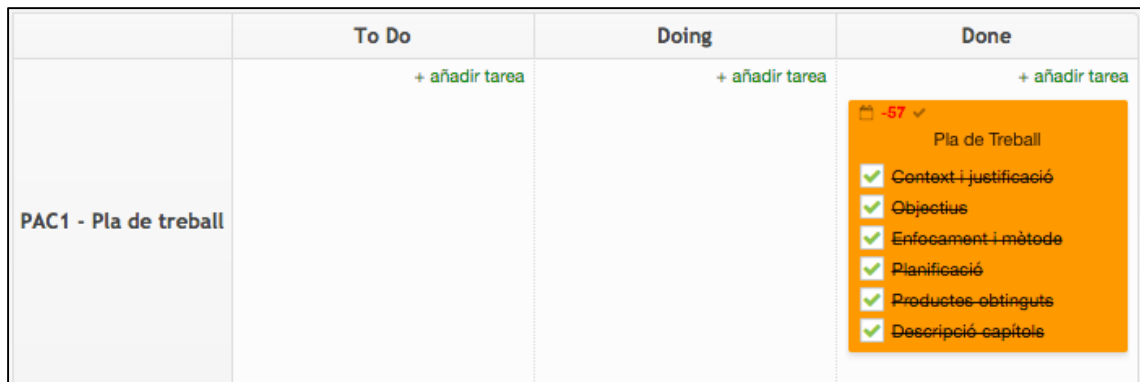 To Do Doing Done
+ añadir tarea + añadir tarea + añadir tarea
-57
Pla de Treball
Context i justificació
Objectius
PAC1 - Pla de treball
Enfocament i mètode
Planificació
Productes obtinguts
Descripció capítols